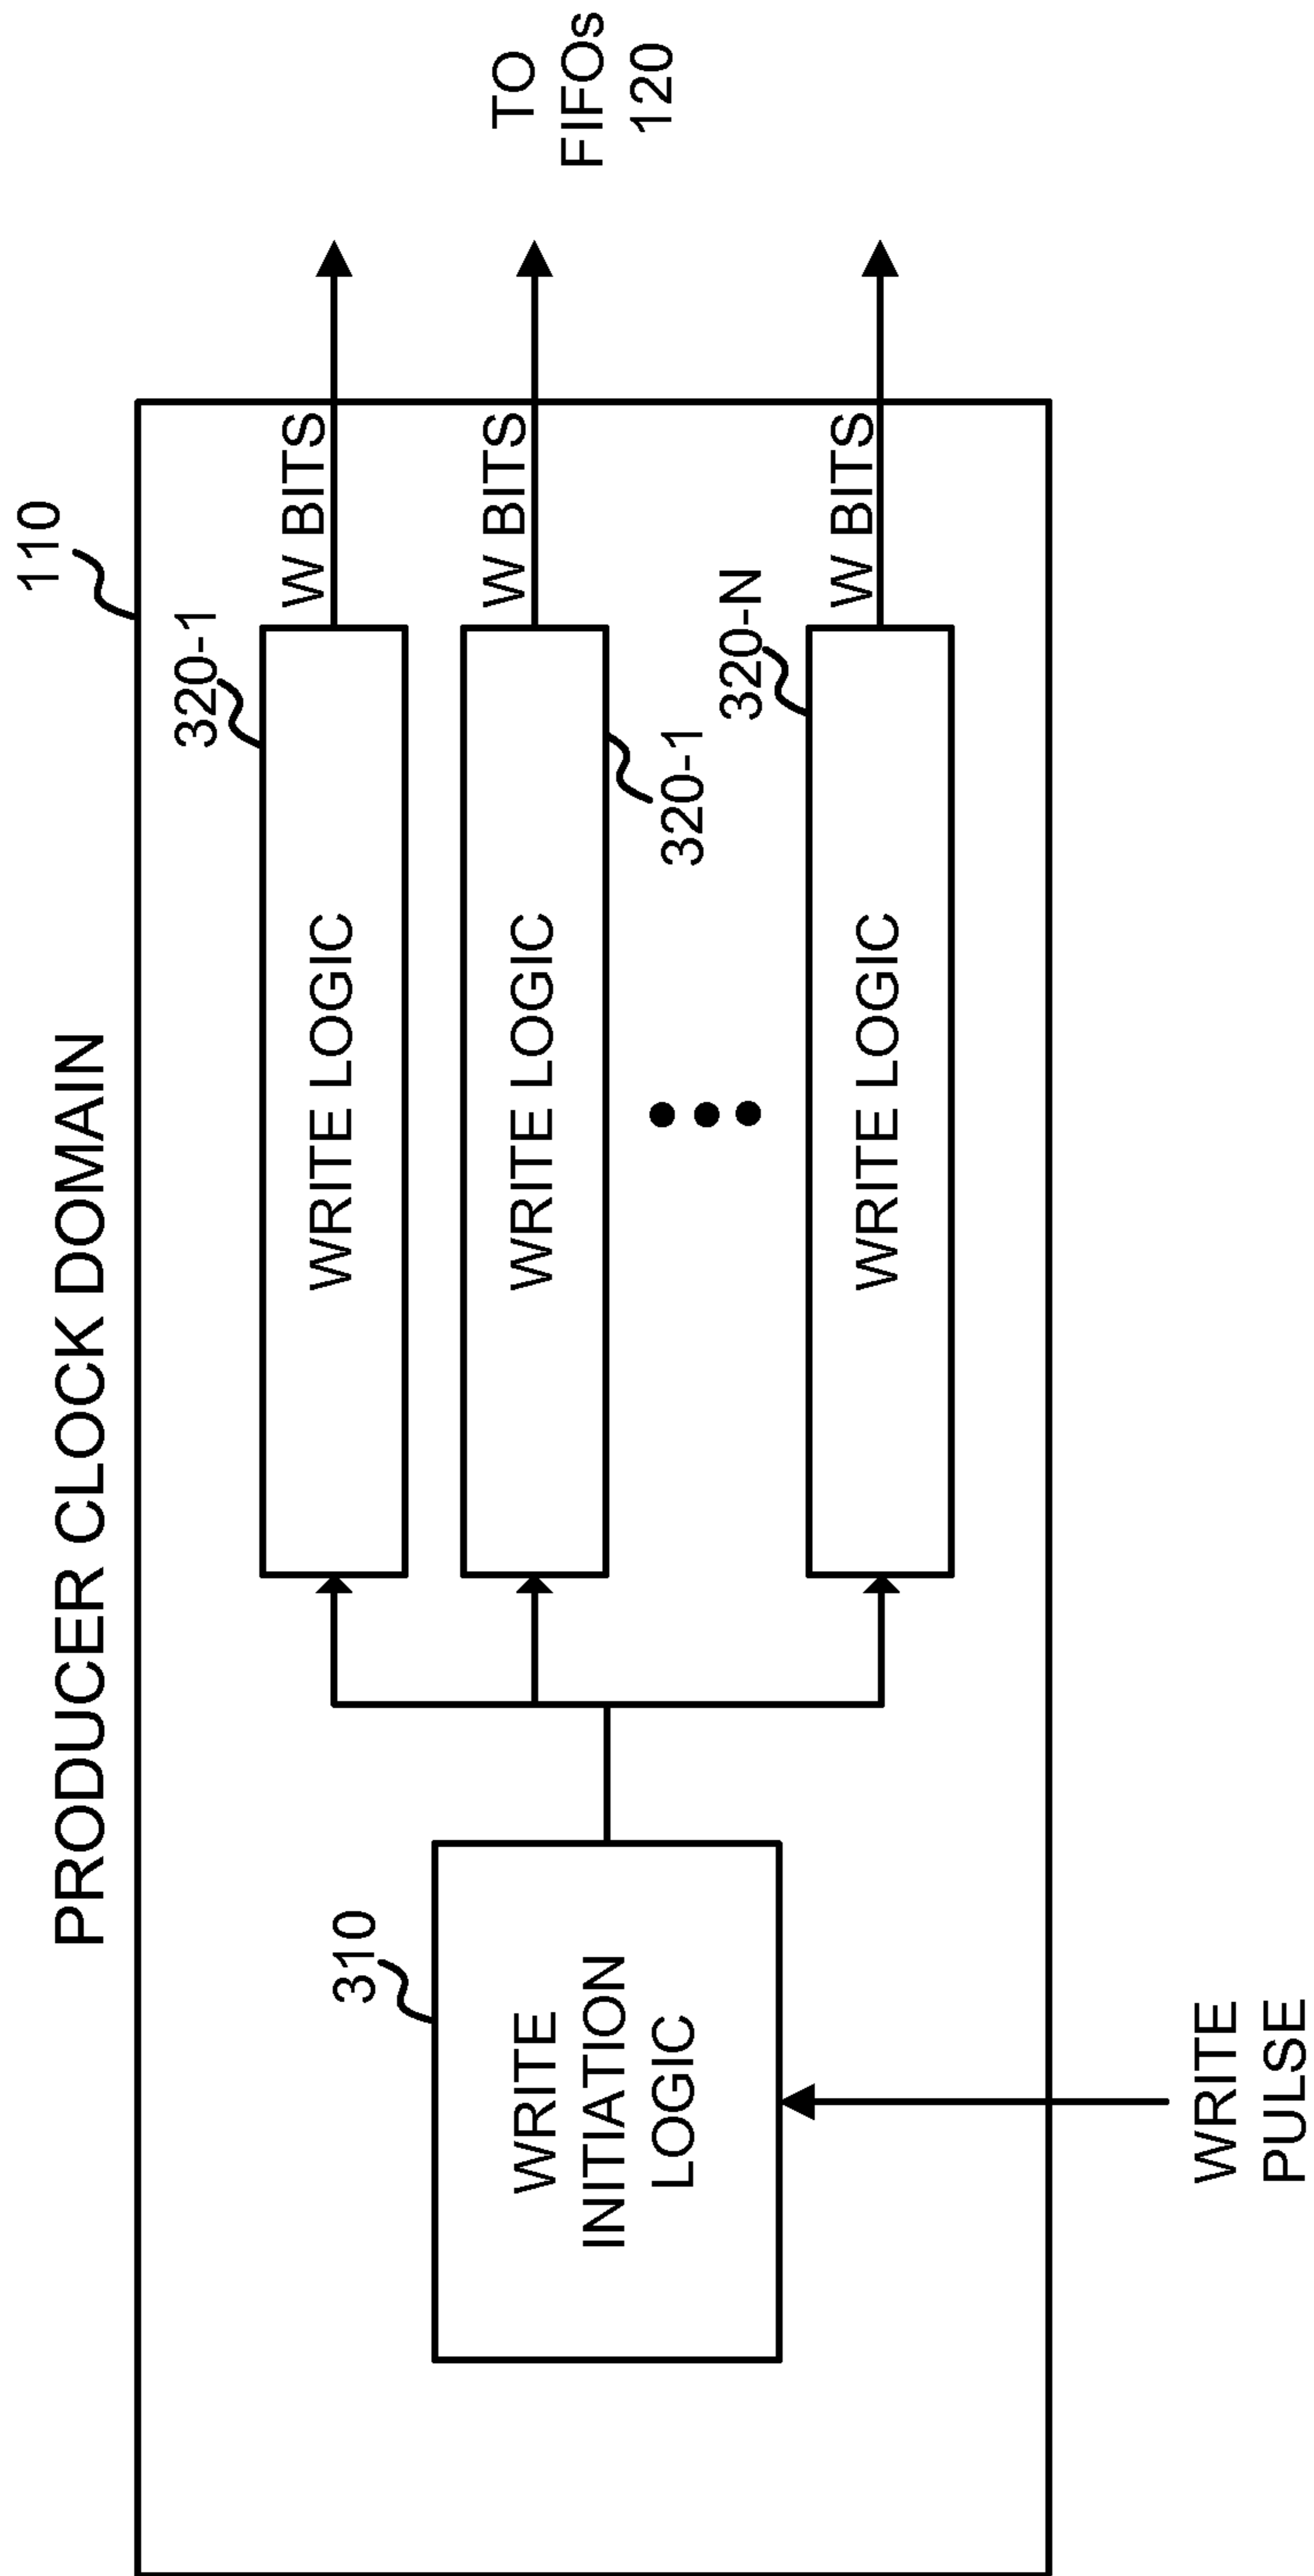 PRODUCER CLOCK DOMAIN
110
320-1
WRITE LOGIC
W BITS
320-1
WRITE LOGIC
W BITS
320-N
WRITE LOGIC
W BITS
310
WRITE
INITIATION
LOGIC
WRITE
PULSE
TO
FIFOs
120